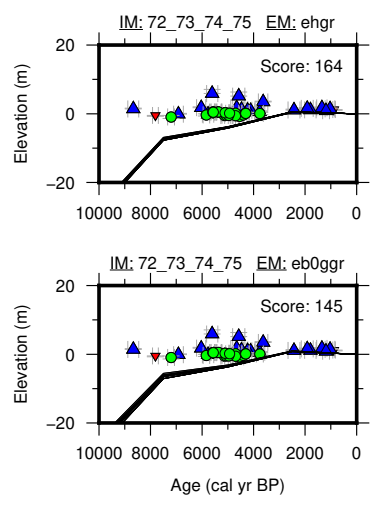 IM: 72_73_74_75 EM: ehgr
20
Score: 164
0
−20
Elevation (m)
10000 8000 6000 4000 2000 0
IM: 72_73_74_75 EM: eb0ggr
20
Score: 145
0
−20
Elevation (m)
10000 8000 6000 4000 2000 0
Age (cal yr BP)